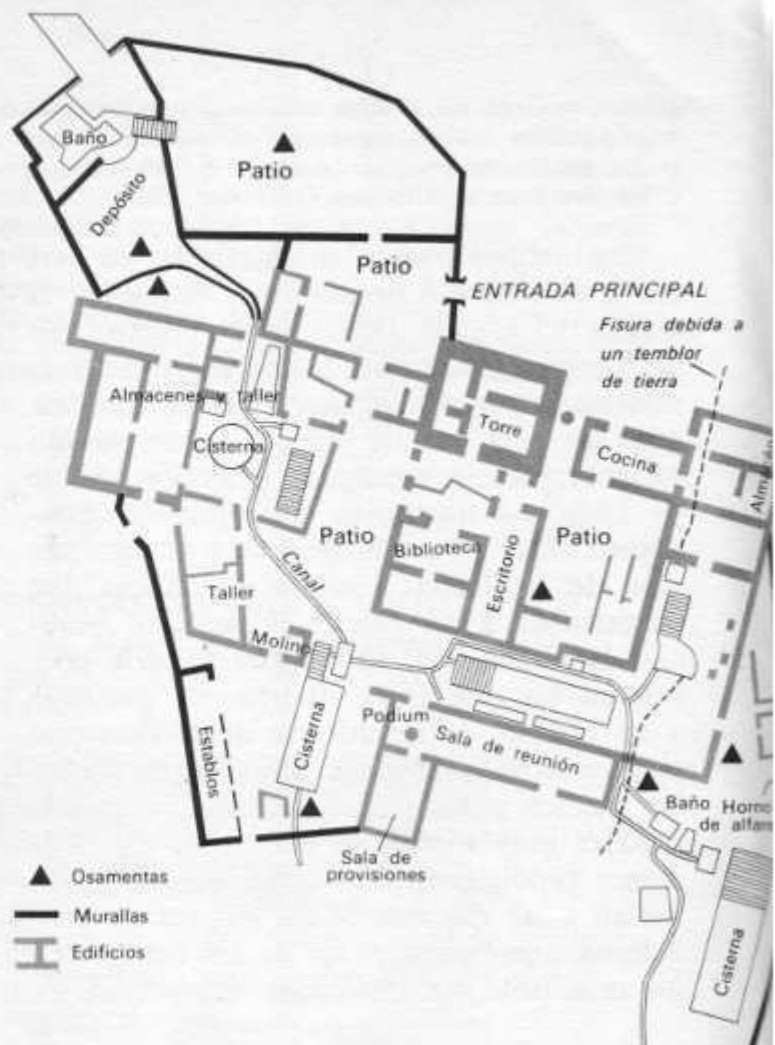 Baño
Patio
Depósito
Patio
ENTRADA PRINCIPAL
Fisura debida a
un temblor
de tierra
Almacenes y taller
Torre
Cisterna
Cocina
Canal
Patio
Biblioteca
Escritorio
Patio
Taller
Molino
Establos
Cisterna
Podium
Sala de reunión
Baño
de alfar
Sala de
provisiones
Cisterna
Osamentas
Murallas
Edificios